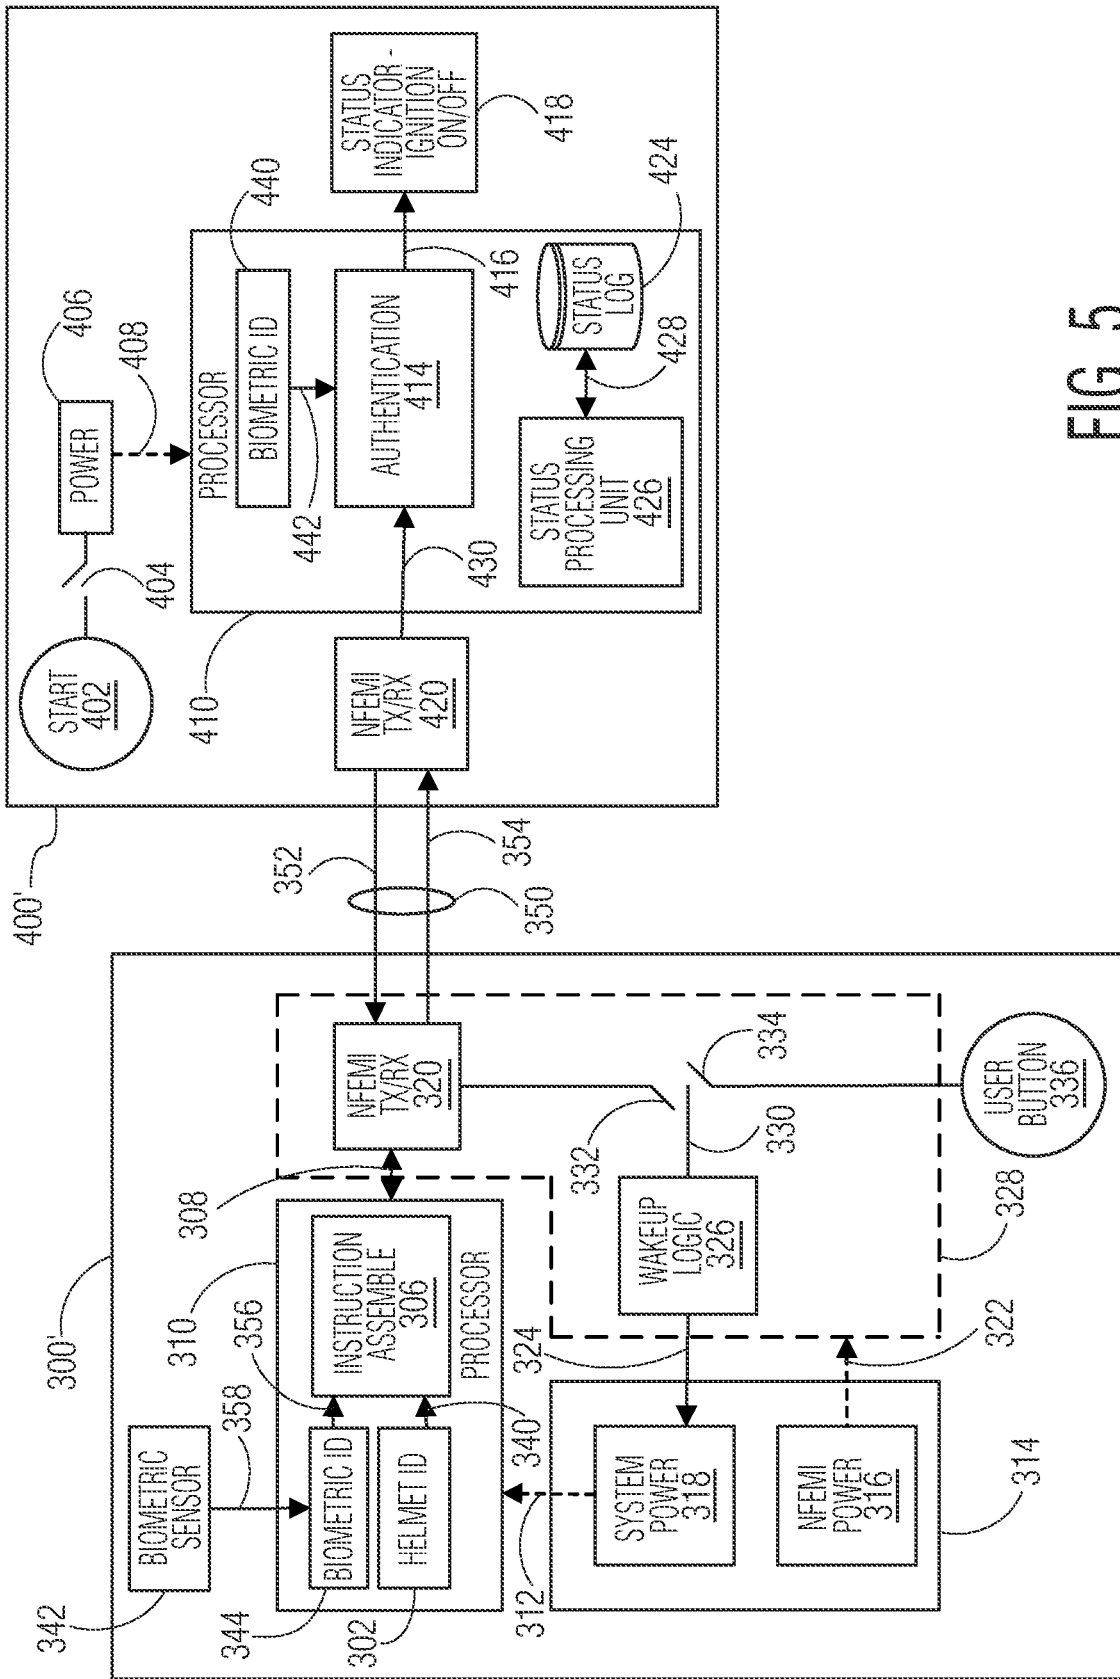 300'
342
BIOMETRIC
SENSOR
358
310
356
308
BIOMETRIC ID
344
HELMET ID
302
340
INSTRUCTION
ASSEMBLE
306
PROCESSOR
NFEMI
TX/RX
320
312
SYSTEM
POWER
318
NFEMI
POWER
316
314
322
324
WAKEUP
LOGIC
326
328
330
332
334
USER
BUTTON
336
352
354
350
400'
START
402
404
POWER
406
408
410
PROCESSOR
BIOMETRIC ID
440
442
AUTHENTICATION
414
416
STATUS
INDICATOR -
IGNITION
ON/OFF
418
NFEMI
TX/RX
420
430
STATUS
PROCESSING
UNIT
426
428
STATUS
LOG
424
FIG 5